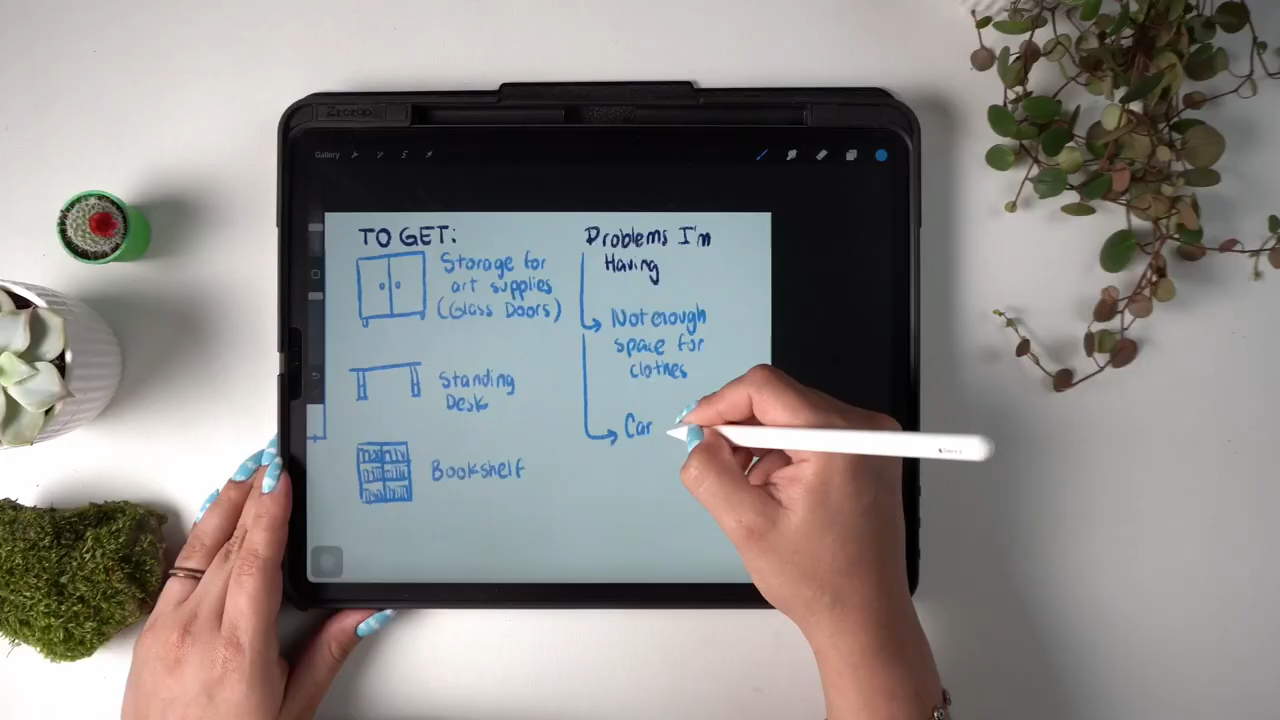 Gallery
TO GET:
Storage for
art supplies
(Glass Doors)
Standing
Desk
Bookshelf
Problems I'm
Having
Not enough
space for
clothes
Car